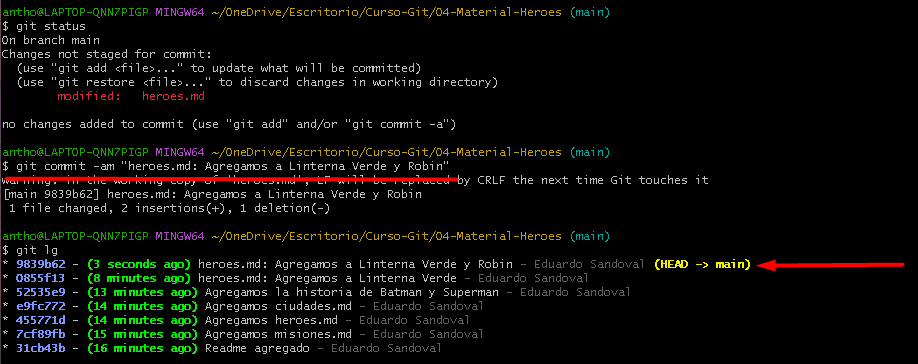 antho@LAPTOP-QNN7PIGP MINGW64 ~/OneDrive/Escritorio/Curso-Git/04-Material-Heroes (main)
$ git status
On branch main
Changes not staged for commit:
  (use "git add <file>..." to update what will be committed)
  (use "git restore <file>..." to discard changes in working directory)
        modified:   heroes.md

no changes added to commit (use "git add" and/or "git commit -a")

antho@LAPTOP-QNN7PIGP MINGW64 ~/OneDrive/Escritorio/Curso-Git/04-Material-Heroes (main)
$ git commit -am "heroes.md: Agregamos a Linterna Verde y Robin"
warning: in the working copy of 'heroes.md', LF will be replaced by CRLF the next time Git touches it
[main 9839b62] heroes.md: Agregamos a Linterna Verde y Robin
 1 file changed, 2 insertions(+), 1 deletion(-)

antho@LAPTOP-QNN7PIGP MINGW64 ~/OneDrive/Escritorio/Curso-Git/04-Material-Heroes (main)
$ git lg
* 9839b62 - (3 seconds ago) heroes.md: Agregamos a Linterna Verde y Robin - Eduardo Sandoval (HEAD -> main)
* 0855f13 - (8 minutes ago) heroes.md: Agregamos a Linterna Verde - Eduardo Sandoval
* 52535e9 - (13 minutes ago) Agregamos la historia de Batman y Superman - Eduardo Sandoval
* e9fc772 - (14 minutes ago) Agregamos ciudades.md - Eduardo Sandoval
* 455771d - (14 minutes ago) Agregamos heroes.md - Eduardo Sandoval
* 7cf89fb - (15 minutes ago) Agregamos misiones.md - Eduardo Sandoval
* 31cb43b - (16 minutes ago) Readme agregado - Eduardo Sandoval